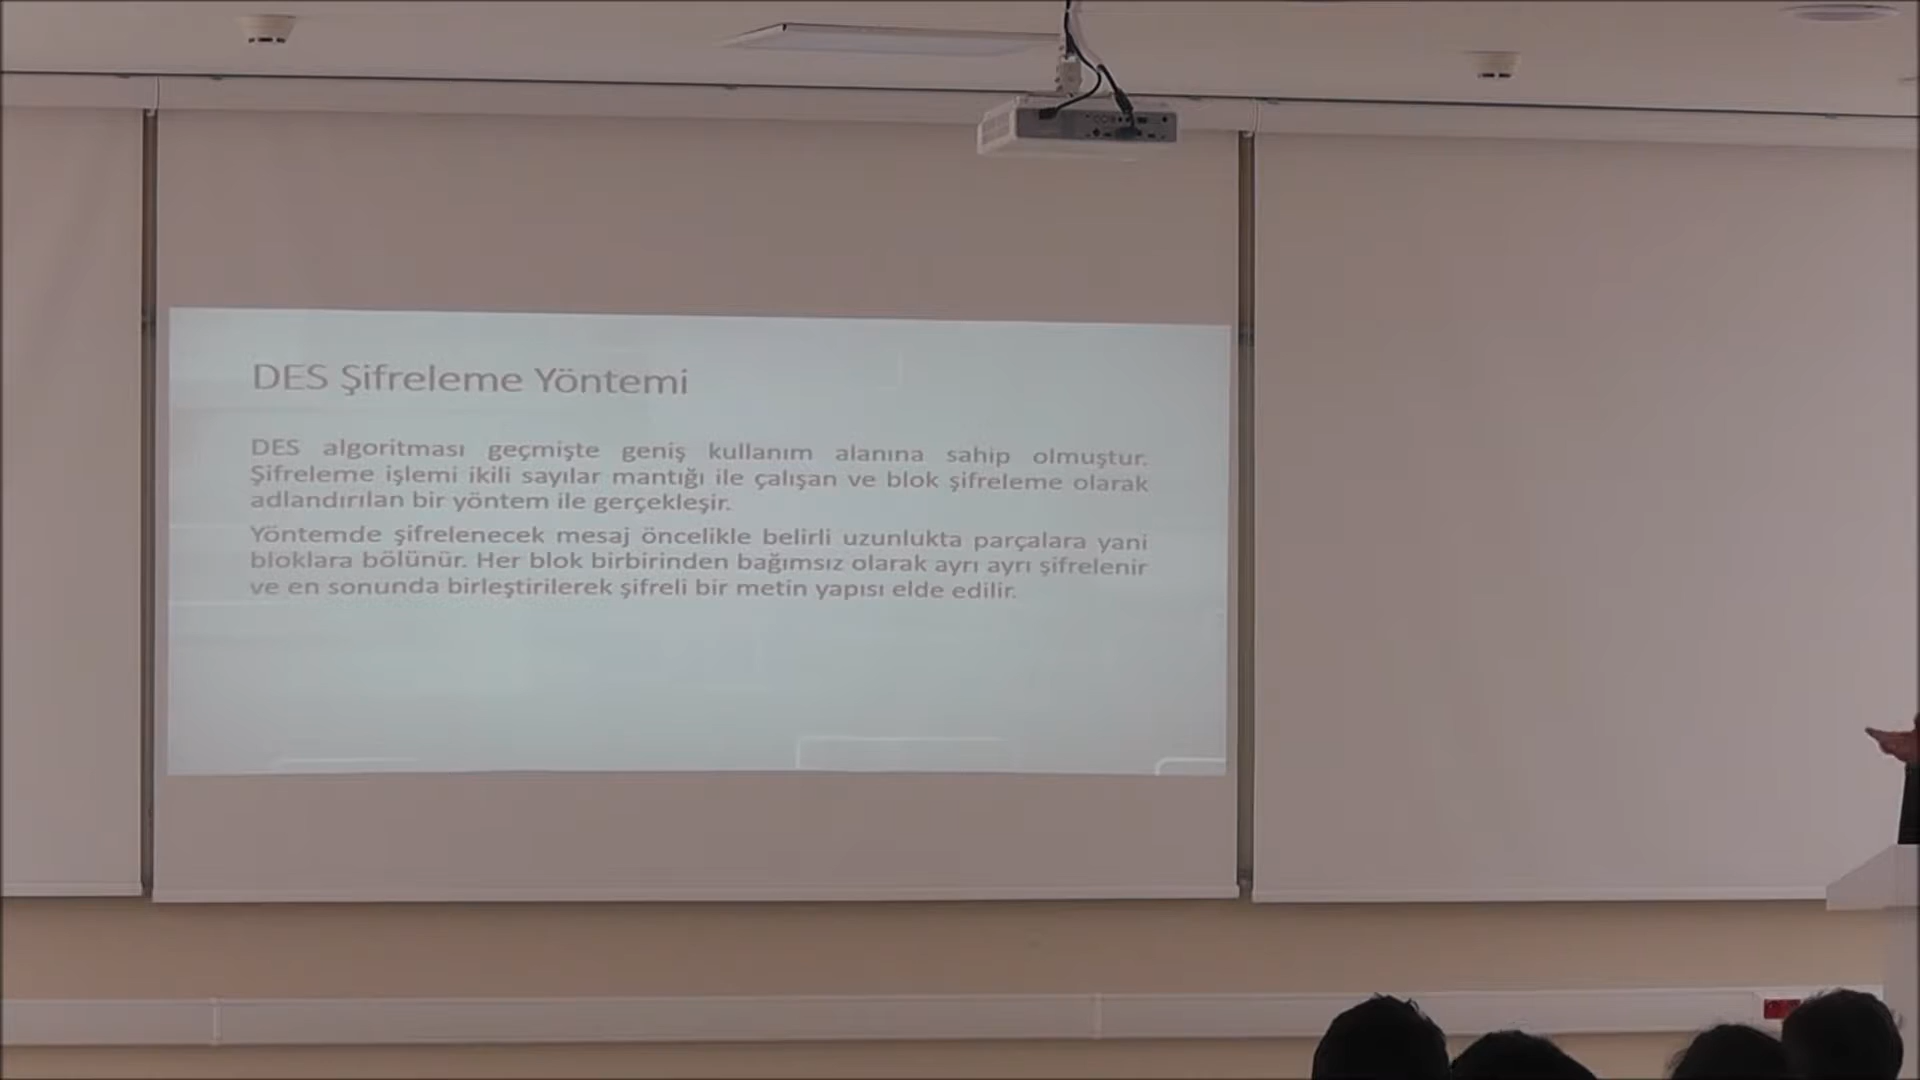 DES Şifreleme Yöntemi
DES algoritması geçmişte geniş kullanım alanına sahip olmuştur.
Şifreleme işlemi ikili sayılar mantığı ile çalışan ve blok şifreleme olarak
adlandırılan bir yöntem ile gerçekleşir.
Yöntemde şifrelenecek mesaj öncelikle belirli uzunlukta parçalara yani
bloklara bölünür. Her blok birbirinden bağımsız olarak ayrı ayrı şifrelenir
ve en sonunda birleştirilerek şifreli bir metin yapısı elde edilir.